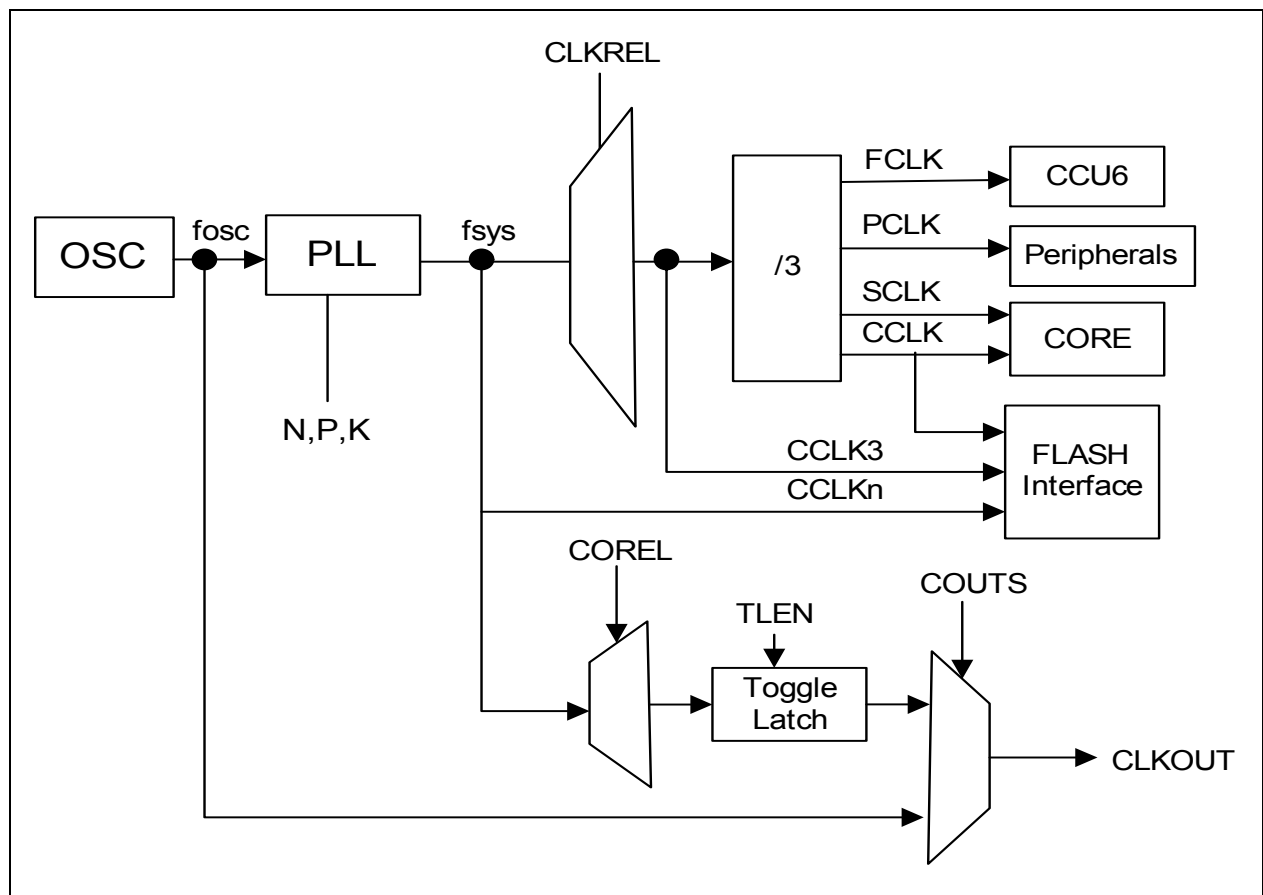 CLKREL
FCLK
CCU6
fosc
fsys
PCLK
OSC
PLL
/3
Peripherals
SCLK
CCLK
CORE
N,P,K
CCLK3
FLASH
Interface
CCLKn
COREL
COUTS
TLEN
Toggle
Latch
CLKOUT